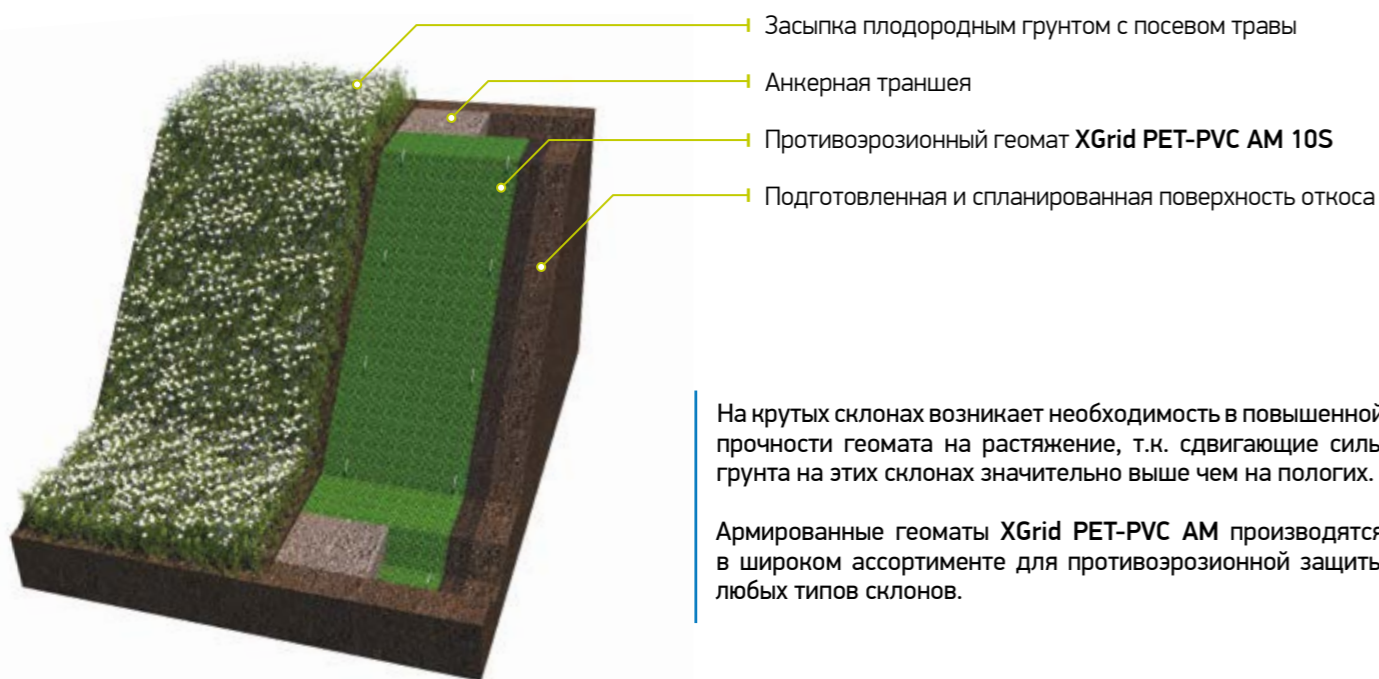 Засыпка плодородным грунтом с посевом травы
Анкерная траншея
Противоэрозионный геомат XGrid PET-PVC AM 10S
Подготовленная и спланированная поверхность откоса
На крутых склонах возникает необходимость в повышенной
прочности геомата на растяжение, т.к. сдвигающие силы
грунта на этих склонах значительно выше чем на пологих.
Армированные геоматы XGrid PET-PVC AM производятся
в широком ассортименте для противоэрозионной защиты
любых типов склонов.